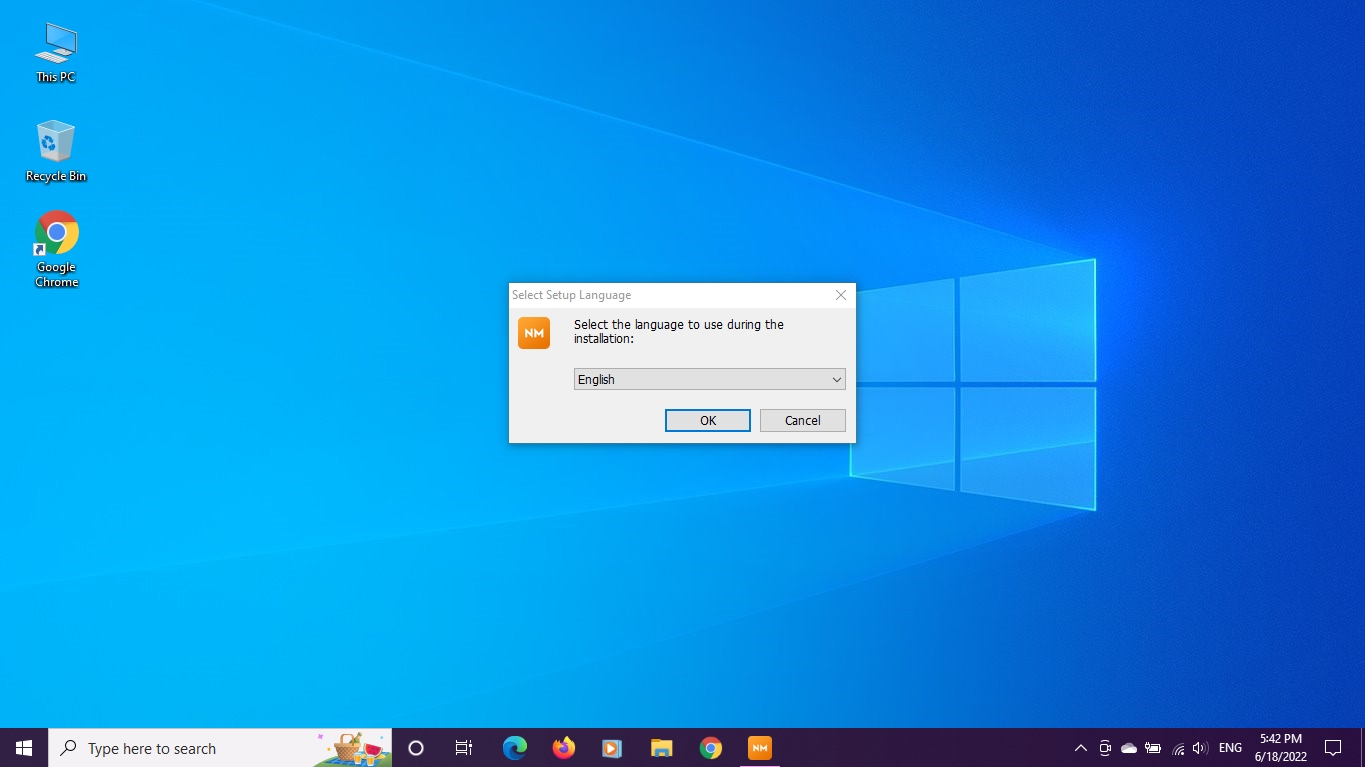 This PC
Recycle Bin
Google
Chrome
Select Setup Language
NM
Select the language to use during the
installation:
English
OK
Cancel
Type here to search
NM
ENG
5:42 PM
6/18/2022